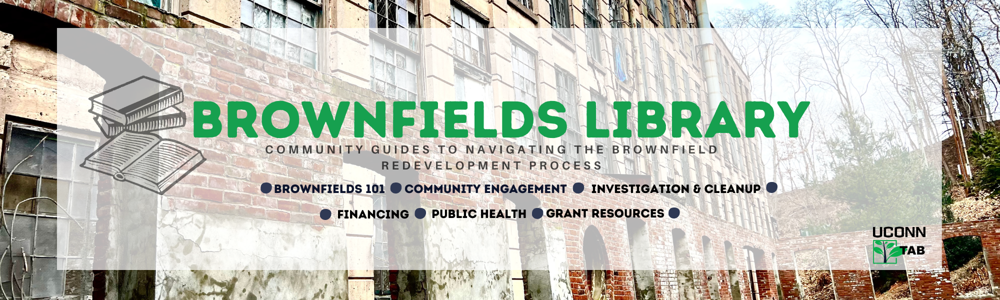 BROWNFIELDS LIBRARY
COMMUNITY GUIDES TO NAVIGATING THE BROWNFIELD
REDEVELOPMENT PROCESS
BROWNFIELDS 101 ● COMMUNITY ENGAGEMENT ● INVESTIGATION & CLEANUP
FINANCING ● PUBLIC HEALTH ● GRANT RESOURCES
UCONN
TAB